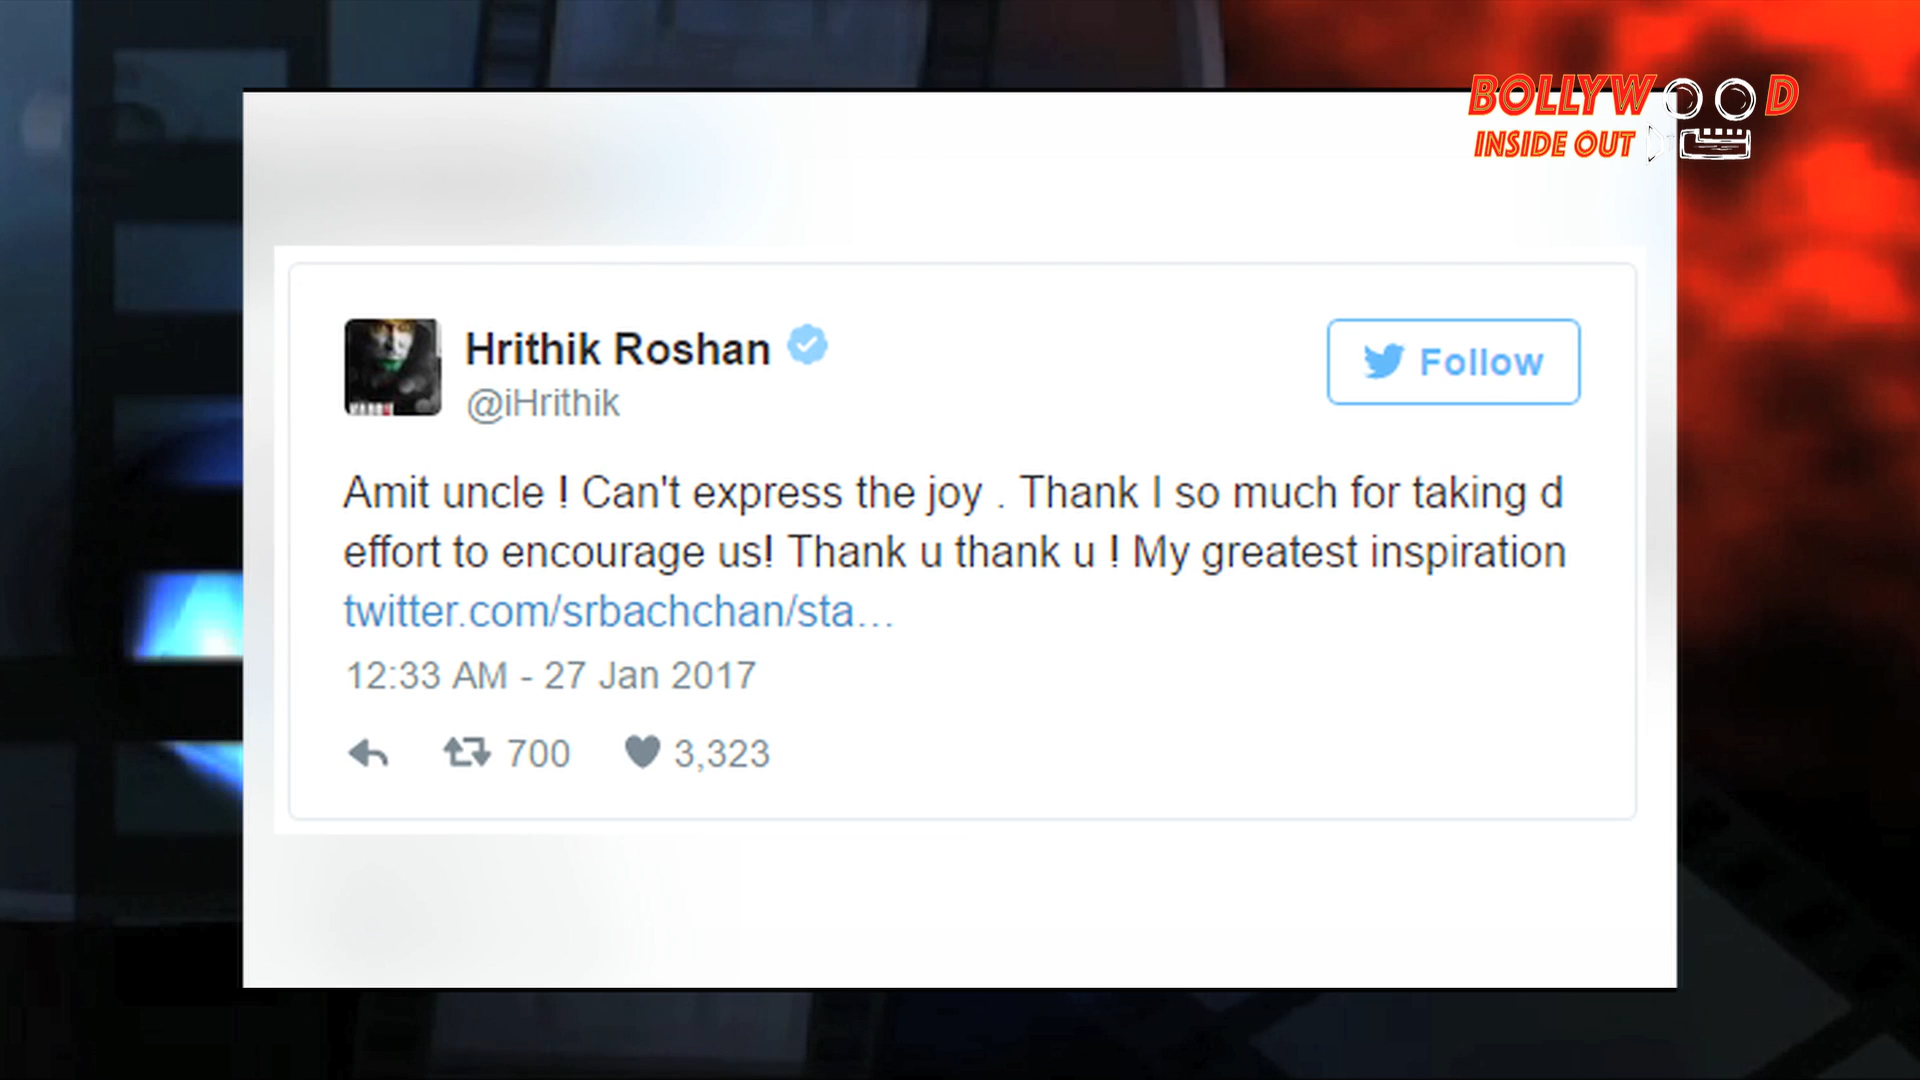 BOLLYWOOD
INSIDE OUT
Hrithik Roshan
@iHrithik
Follow
Amit uncle ! Can't express the joy . Thank I so much for taking d
effort to encourage us! Thank u thank u ! My greatest inspiration
twitter.com/srbachchan/sta...
12:33 AM - 27 Jan 2017
700
3,323